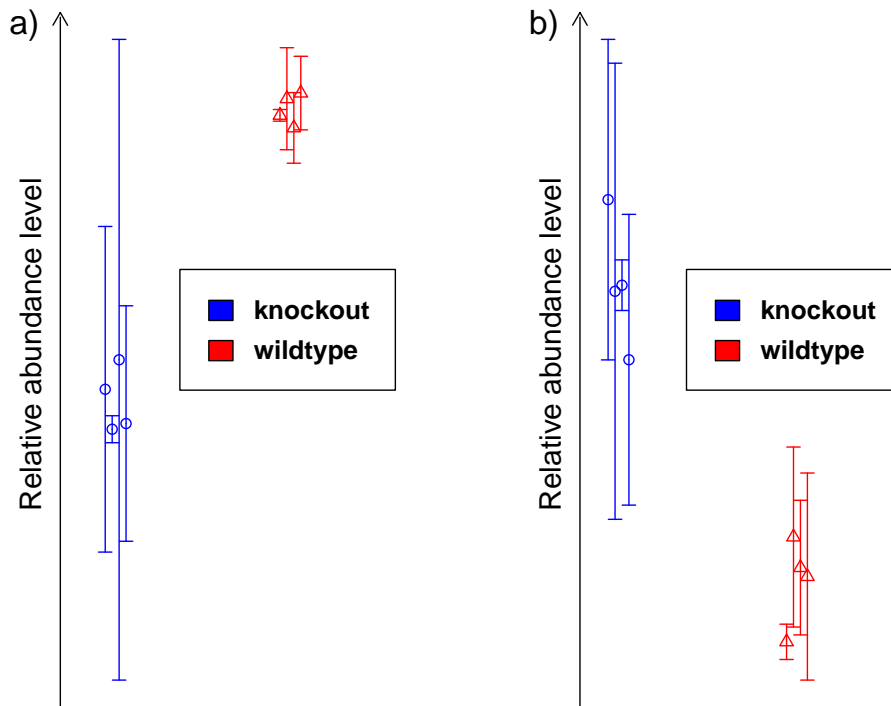 a)
Relative abundance level
knockout
wildtype
b)
Relative abundance level
knockout
wildtype